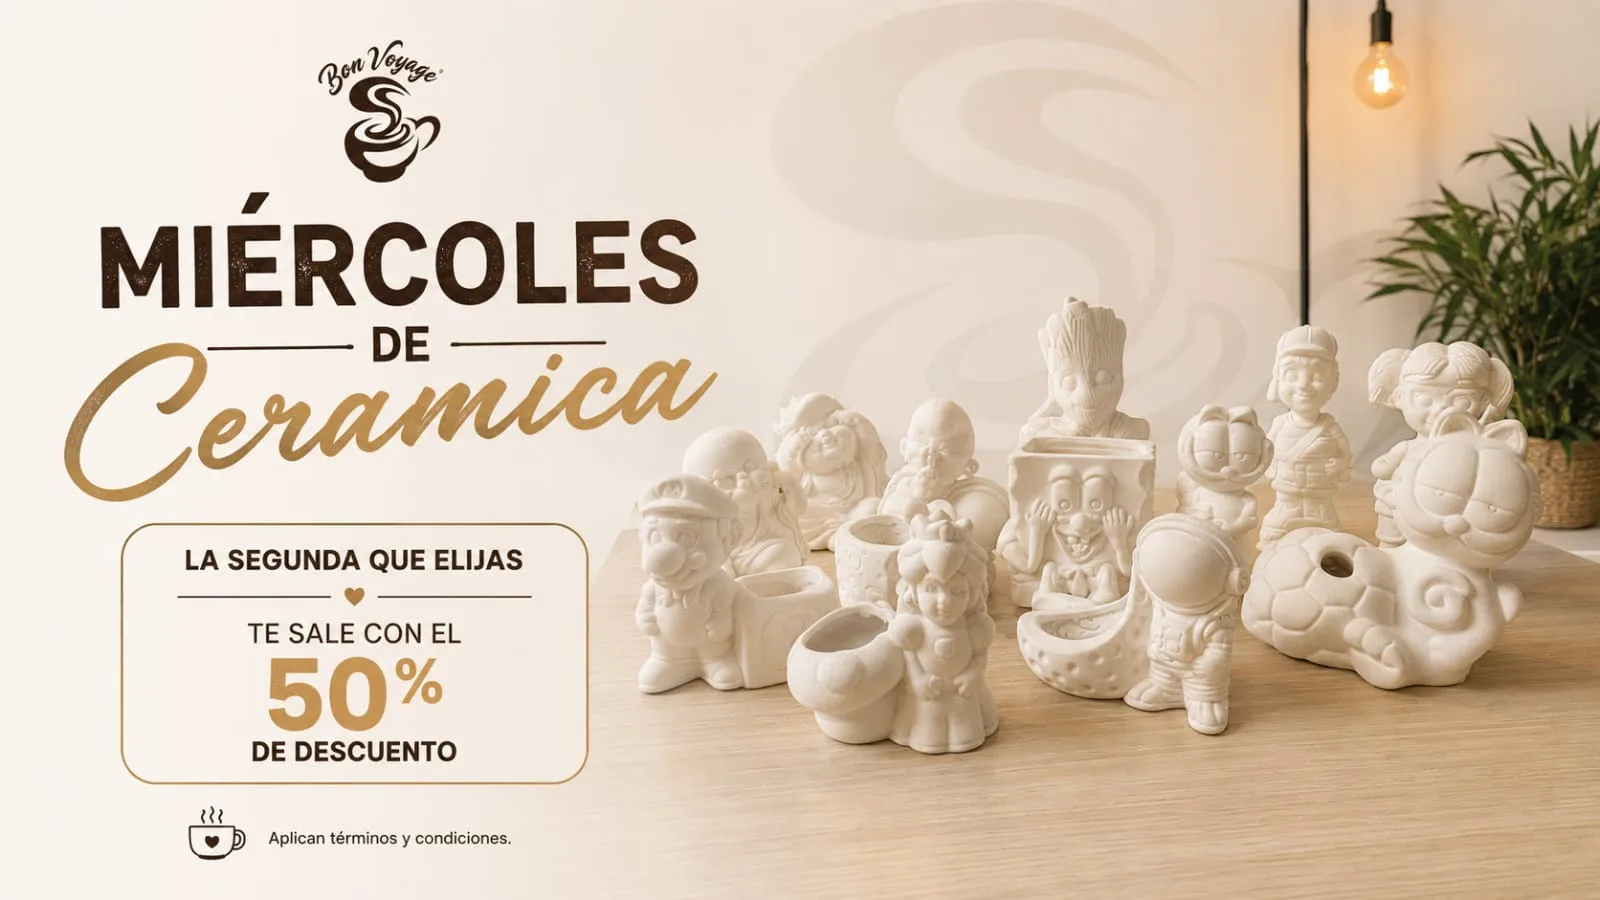 Bon Voyage
MIÉRCOLES
DE
Ceramica
LA SEGUNDA QUE ELIJAS
TE SALE CON EL
50%
DE DESCUENTO
Aplican términos y condiciones.